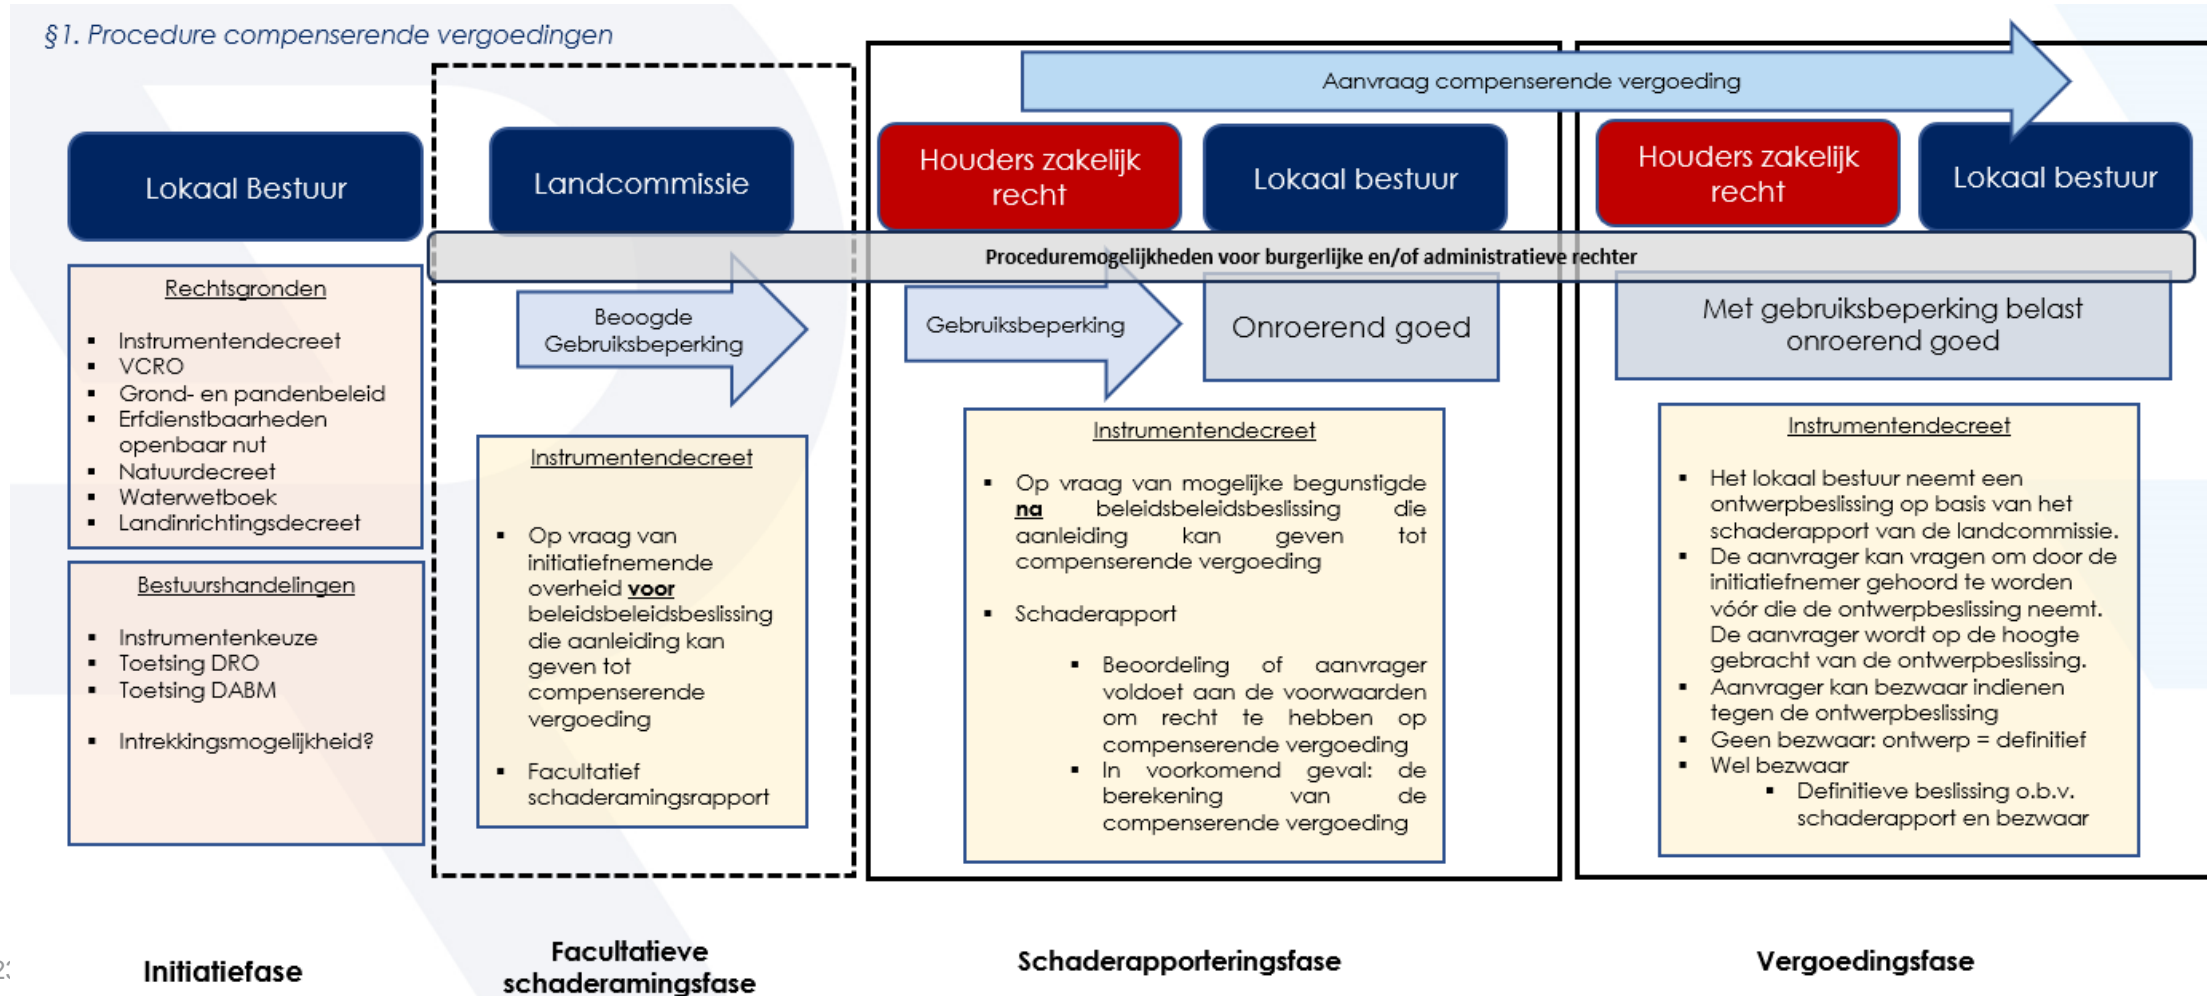 §1. Procedure compenserende vergoedingen
Aanvraag compenserende vergoeding
Lokaal Bestuur
Landcommissie
Houders zakelijk
recht
Lokaal bestuur
Houders zakelijk
recht
Lokaal bestuur
Proceduremogelijkheden voor burgerlijke en/of administratieve rechter
Rechtsgronden
▪ Instrumentendecreet
▪ VCRO
▪ Grond- en pandenbeleid
▪ Erfdienstbaarheden
openbaar nut
▪ Natuurdecreet
▪ Waterwetboek
▪ Landinrichtingsdecreet
Bestuurshandelingen
▪ Instrumentenkeuze
▪ Toetsing DRO
▪ Toetsing DABM
▪ Intrekkingsmogelijkheid?
Beoogde
Gebruiksbeperking
Instrumentendecreet
▪ Op vraag van
initiatiefnemende
overheid voor
beleidsbeleidsbeslissing
die aanleiding kan
geven tot
compenserende
vergoeding
▪ Facultatief
schaderamingsrapport
Gebruiksbeperking
Onroerend goed
Instrumentendecreet
▪ Op vraag van mogelijke begunstigde
na beleidsbeleidsbeslissing die
aanleiding kan geven tot
compenserende vergoeding
▪ Schaderapport
▪ Beoordeling of aanvrager
voldoet aan de voorwaarden
om recht te hebben op
compenserende vergoeding
▪ In voorkomend geval: de
berekening van de
compenserende vergoeding
Met gebruiksbeperking belast
onroerend goed
Instrumentendecreet
▪ Het lokaal bestuur neemt een
ontwerpbeslissing op basis van het
schaderapport van de landcommissie.
▪ De aanvrager kan vragen om door de
initiatiefnemer gehoord te worden
vóór die de ontwerpbeslissing neemt.
De aanvrager wordt op de hoogte
gebracht van de ontwerpbeslissing.
▪ Aanvrager kan bezwaar indienen
tegen de ontwerpbeslissing
▪ Geen bezwaar: ontwerp = definitief
▪ Wel bezwaar
▪ Definitieve beslissing o.b.v.
schaderapport en bezwaar
Initiatiefase
Facultatieve
schaderamingsfase
Schaderapporteringsfase
Vergoedingsfase